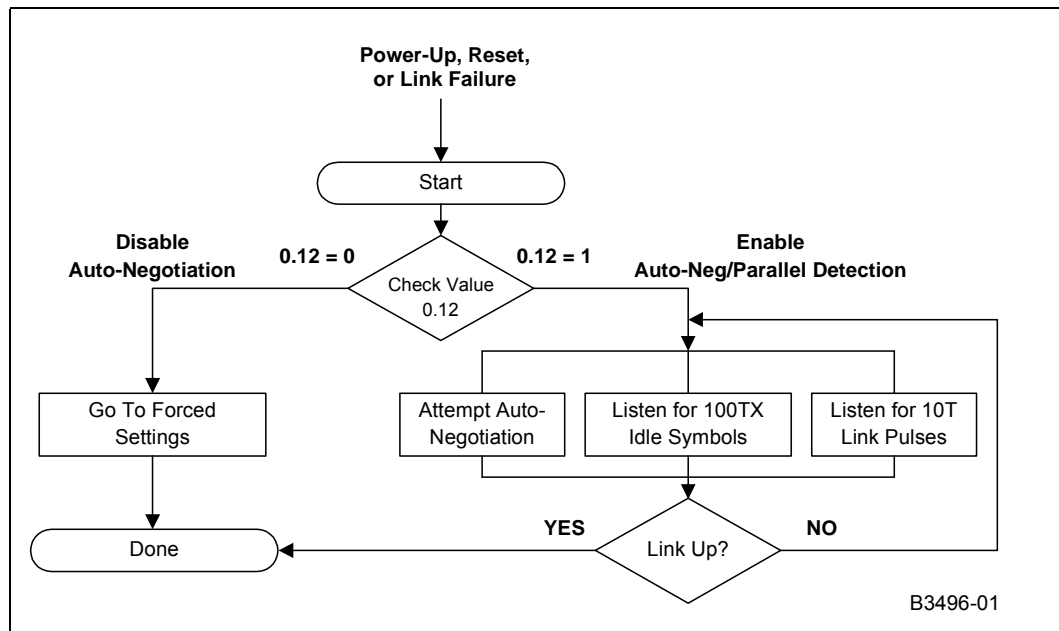 Power-Up, Reset,
or Link Failure
Start
Disable
Auto-Negotiation
0.12 = 0
0.12 = 1
Enable
Auto-Neg/Parallel Detection
Check Value
0.12
Go To Forced
Settings
Attempt Auto-
Negotiation
Listen for 100TX
Idle Symbols
Listen for 10T
Link Pulses
Done
YES
Link Up?
NO
B3496-01